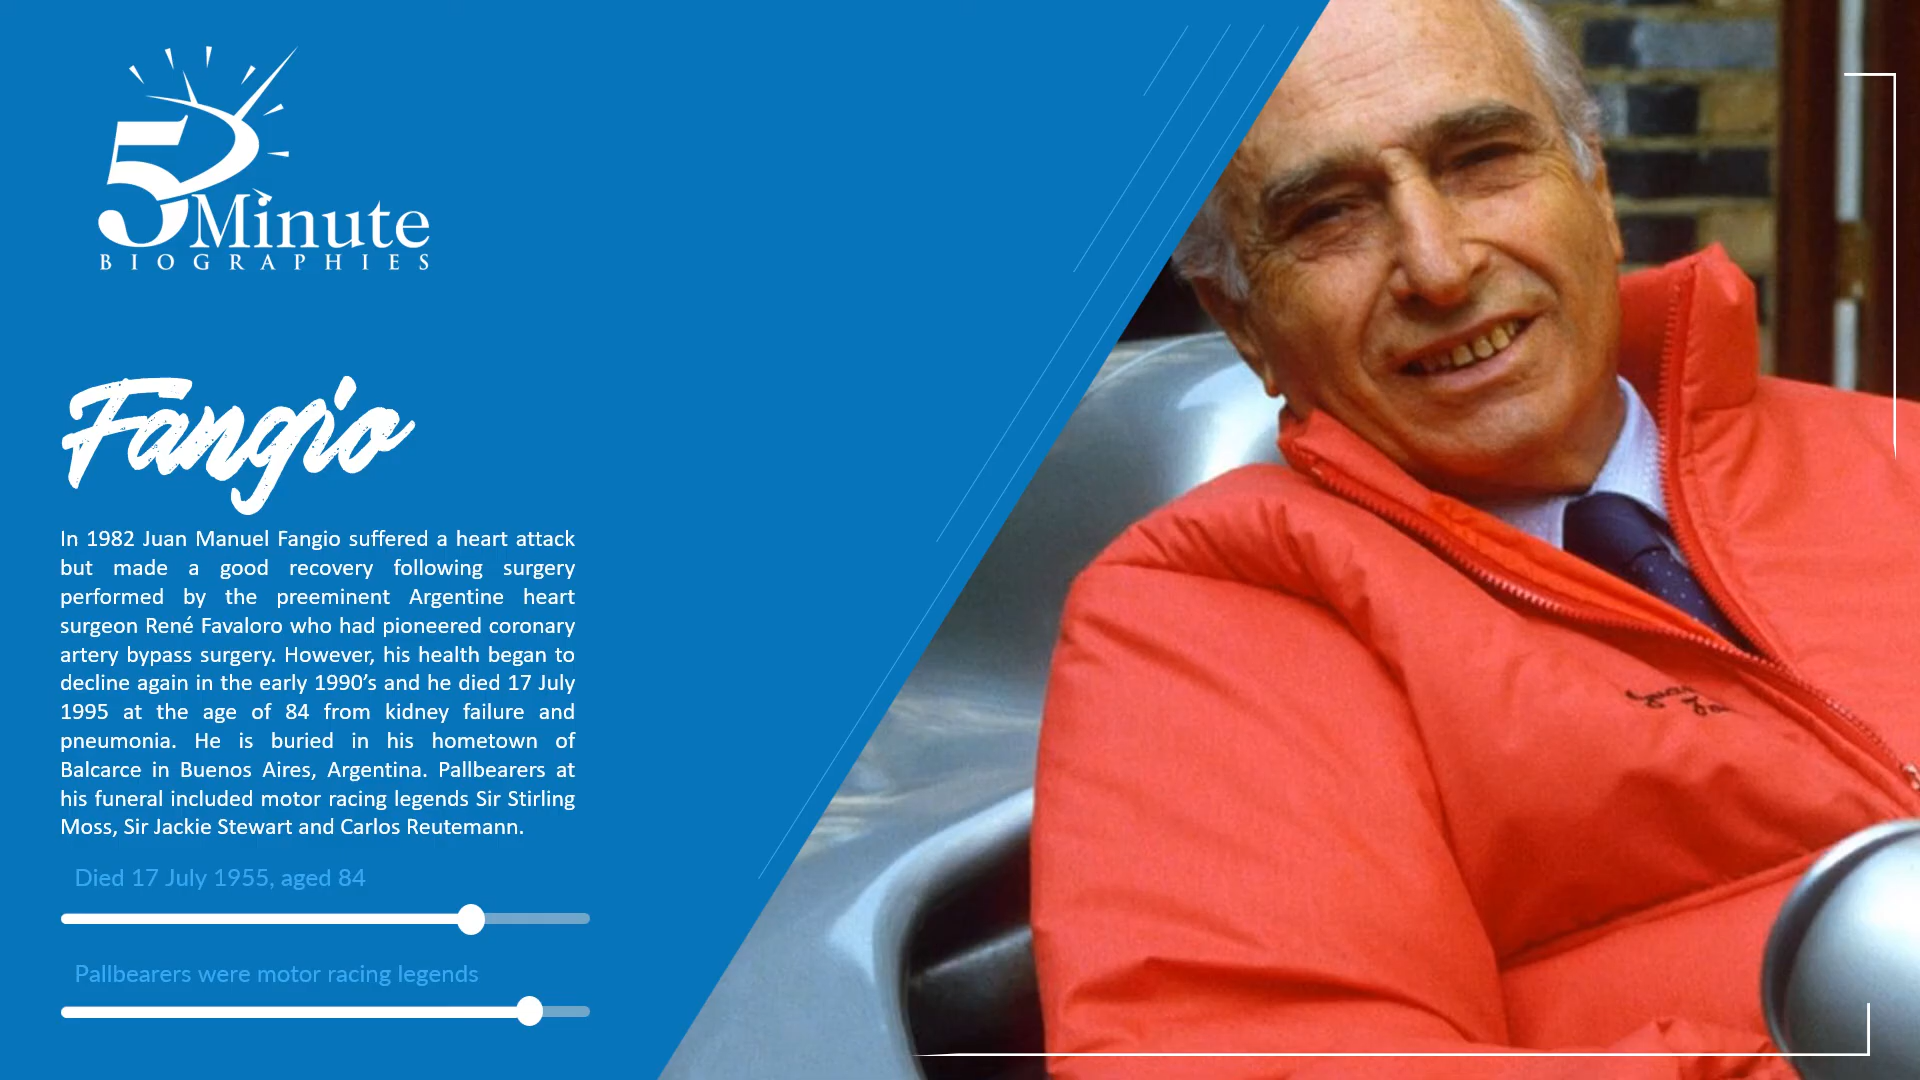 5 Minute
BIOGRAPHIES
Fangio
In 1982 Juan Manuel Fangio suffered a heart attack
but made a good recovery following surgery
performed by the preeminent Argentine heart
surgeon René Favaloro who had pioneered coronary
artery bypass surgery. However, his health began to
decline again in the early 1990’s and he died 17 July
1995 at the age of 84 from kidney failure and
pneumonia. He is buried in his hometown of
Balcarce in Buenos Aires, Argentina. Pallbearers at
his funeral included motor racing legends Sir Stirling
Moss, Sir Jackie Stewart and Carlos Reutemann.
Died 17 July 1955, aged 84
Pallbearers were motor racing legends